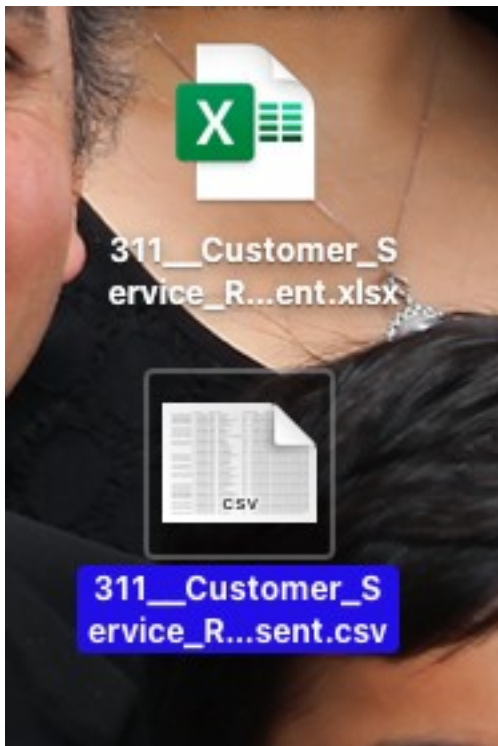 X
311__Customer_S
ervice_R...ent.xlsx
CSV
311__Customer_S
ervice_R...sent.csv